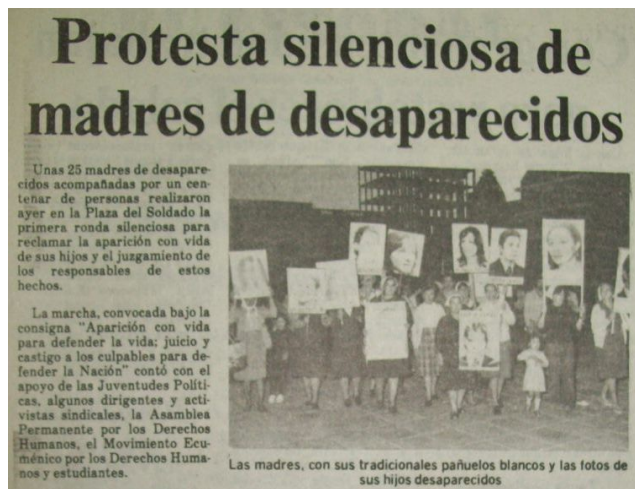 Protesta silenciosa de
madres de desaparecidos
Unas 25 madres de desapare-
cidos acompañadas por un cen-
tenar de personas realizaron
ayer en la Plaza del Soldado la
primera ronda silenciosa para
reclamar la aparición con vida
de sus hijos y el juzgamiento de
los responsables de estos
hechos.
La marcha, convocada bajo la
consigna "Aparición con vida
para defender la vida; juicio y
castigo a los culpables para de-
fender la Nación" contó con el
apoyo de las Juventudes Políti-
cas, algunos dirigentes y acti-
vistas sindicales, la Asamblea
Permanente por los Derechos
Humanos, el Movimiento Ecu-
ménico por los Derechos Huma-
nos y estudiantes.
Las madres, con sus tradicionales pañuelos blancos y las fotos de
sus hijos desaparecidos